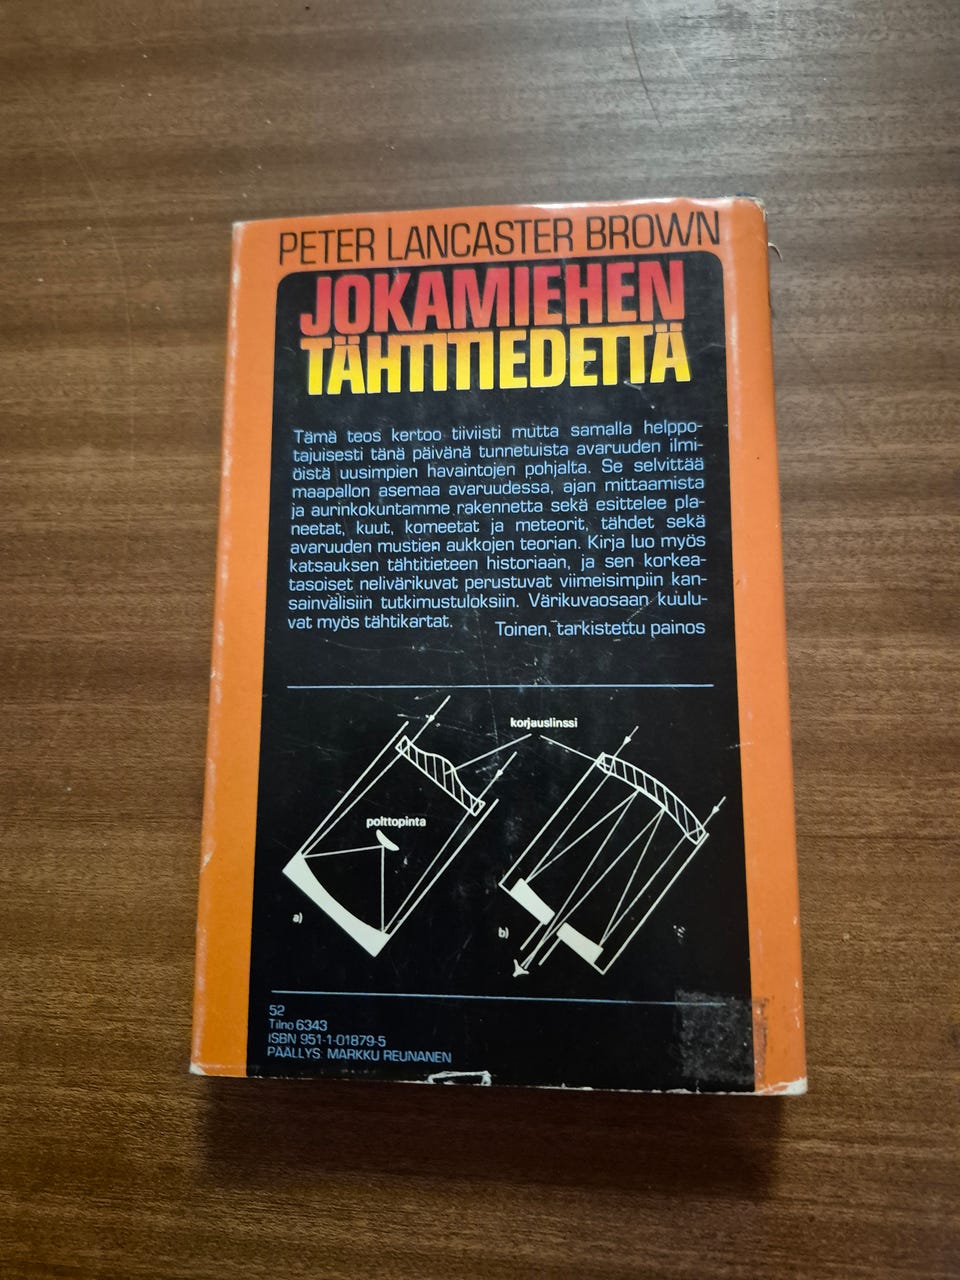 PETER LANCASTER BROWN
JOKAMIEHEN
TÄHTITIEDETTÄ
Tämä teos kertoo tiiviisti mutta samalla helppo-
tajuisesti tänä päivänä tunnetuista avaruuden ilmi-
öistä uusimpien havaintojen pohjalta. Se selvittää
maapallon asemaa avaruudessa, ajan mittaamista
ja aurinkokuntamme rakennetta sekä esittelee pla-
neetat, kuut, komeetat ja meteorit, tähdet sekä
avaruuden mustien aukkojen teorian. Kirja luo myös
katsauksen tähtitieteen historiaan, ja sen korkea-
tasoiset nelivärikuvat perustuvat viimeisimpiin kan-
sainvälisiin tutkimustuloksiin. Värikuvaosaan kuulu-
vat myös tähtikartat. Toinen, tarkistettu painos
korjauslinssi
polttopinta
a)
b)
52
Tilno 6343
ISBN 951-1-01879-5
PÄÄLLYS MARKKU REUNANEN